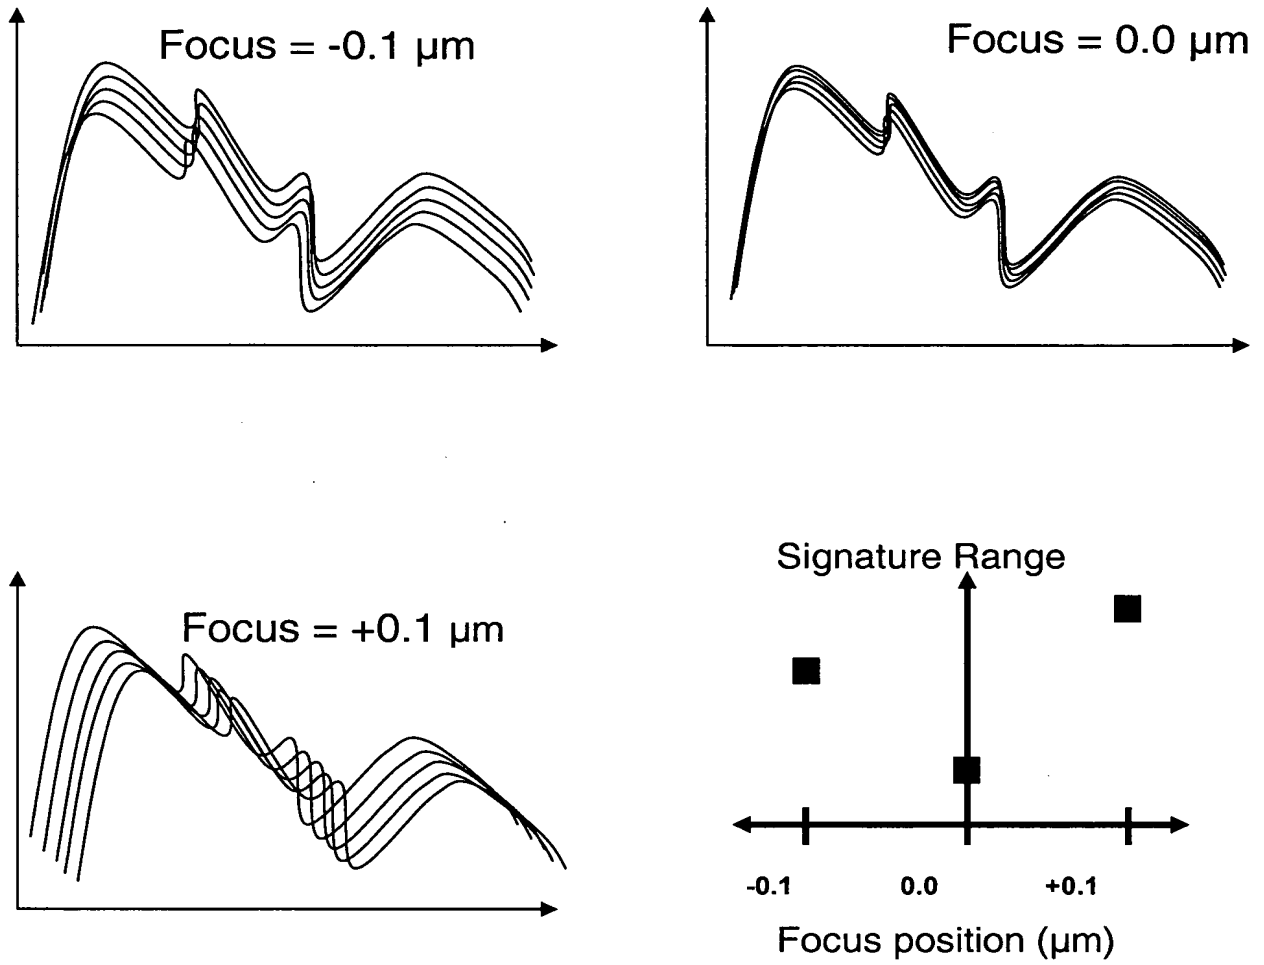 Focus = -0.1 µm
Focus = 0.0 µm
Focus = +0.1 µm
Signature Range
-0.1 0.0 +0.1
Focus position (µm)